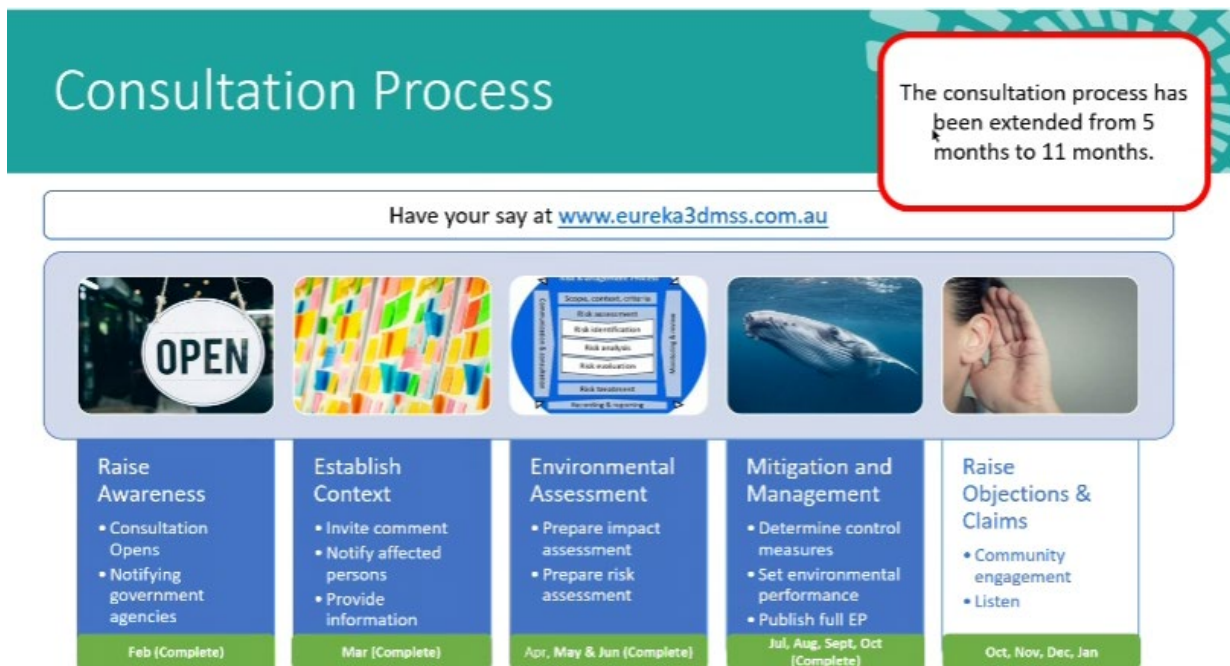 Consultation Process
The consultation process has
been extended from 5
months to 11 months.
Have your say at www.eureka3dmss.com.au
OPEN
Scope, context, criteria
Risk assessment
Risk identification
Risk analysis
Risk evaluation
Risk treatment
Recording & reporting
Communication & consultation
Monitoring & review
Raise
Awareness
• Consultation
Opens
• Notifying
government
agencies
Feb (Complete)
Establish
Context
• Invite comment
• Notify affected
persons
• Provide
information
Mar (Complete)
Environmental
Assessment
• Prepare impact
assessment
• Prepare risk
assessment
Apr, May & Jun (Complete)
Mitigation and
Management
• Determine control
measures
• Set environmental
performance
• Publish full EP
Jul, Aug, Sept, Oct
(Complete)
Raise
Objections &
Claims
• Community
engagement
• Listen
Oct, Nov, Dec, Jan